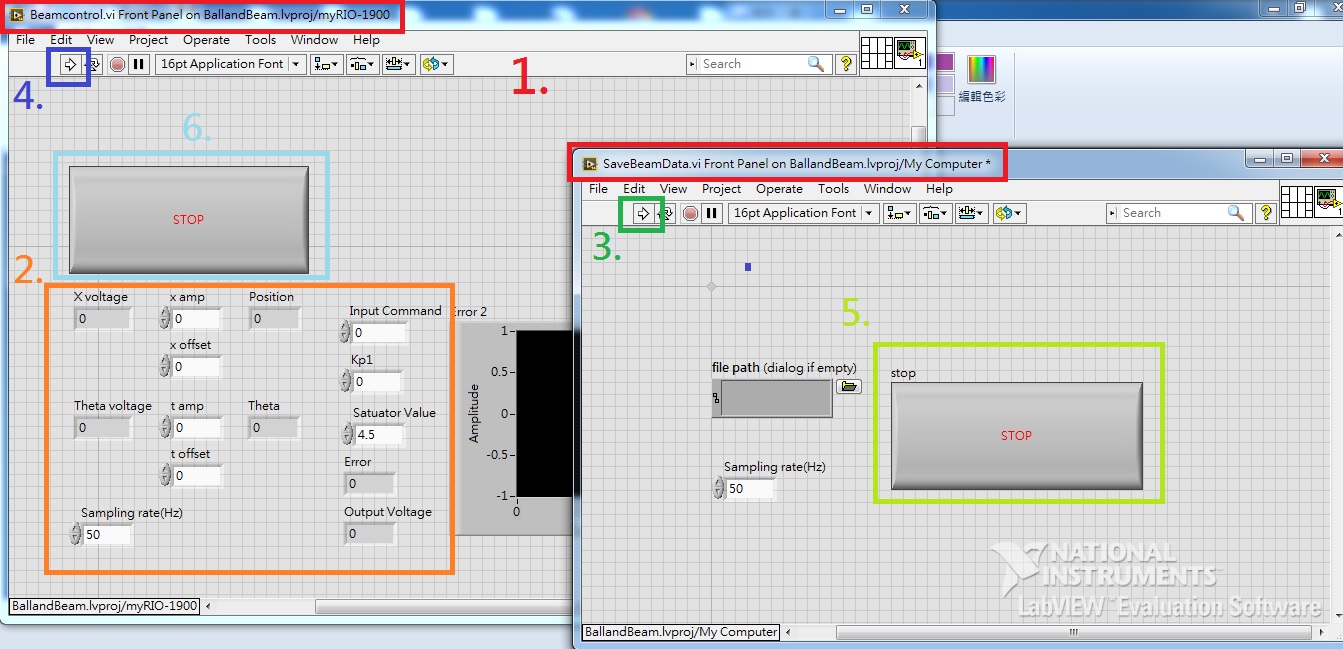 Beamcontrol.vi Front Panel on BallandBeam.lvproj/myRIO-1900
File Edit View Project Operate Tools Window Help
16pt Application Font
Search
?
1
編輯色彩
4.
1.
6.
STOP
2.
X voltage
0
x amp
0
Position
0
x offset
0
Theta voltage
0
t amp
0
Theta
0
t offset
0
Sampling rate(Hz)
50
Input Command
0
Kp1
0
Satuator Value
4.5
Error
0
Output Voltage
0
Error 2
Amplitude
1
0.5
0
-0.5
-1
0
BallandBeam.lvproj/myRIO-1900
SaveBeamData.vi Front Panel on BallandBeam.lvproj/My Computer *
File Edit View Project Operate Tools Window Help
16pt Application Font
Search
?
1
3.
5.
file path (dialog if empty)
stop
STOP
Sampling rate(Hz)
50
NATIONAL
INSTRUMENTS™
LabVIEW™ Evaluation Software
BallandBeam.lvproj/My Computer